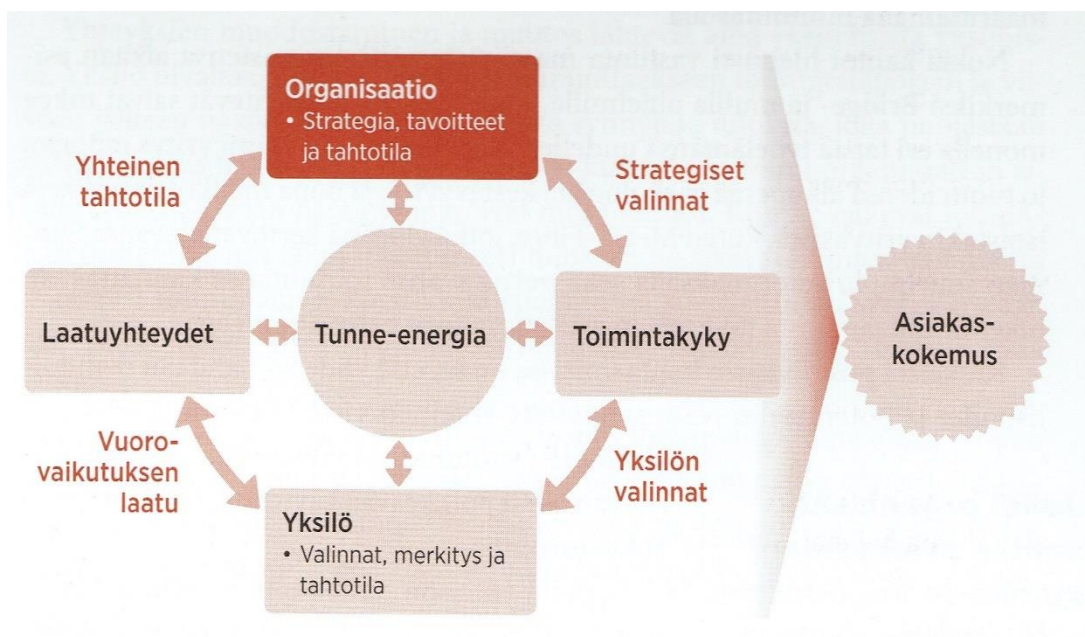 Organisaatio
• Strategia, tavoitteet
ja tahtotila
Yhteinen
tahtotila
Strategiset
valinnat
Laatuyhteydet
Tunne-energia
Toimintakyky
Asiakas-
kokemus
Vuoro-
vaikutuksen
laatu
Yksilön
valinnat
Yksilö
• Valinnat, merkitys ja
tahtotila